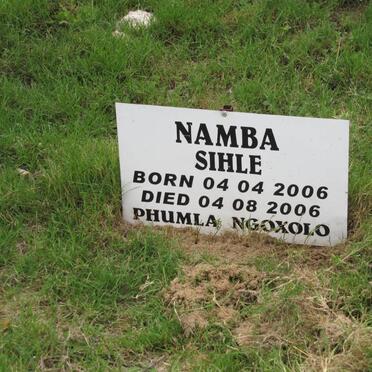 NAMBA
SIHLE
BORN 04 04 2006
DIED 04 08 2006
PHUMLA NGOXOLO